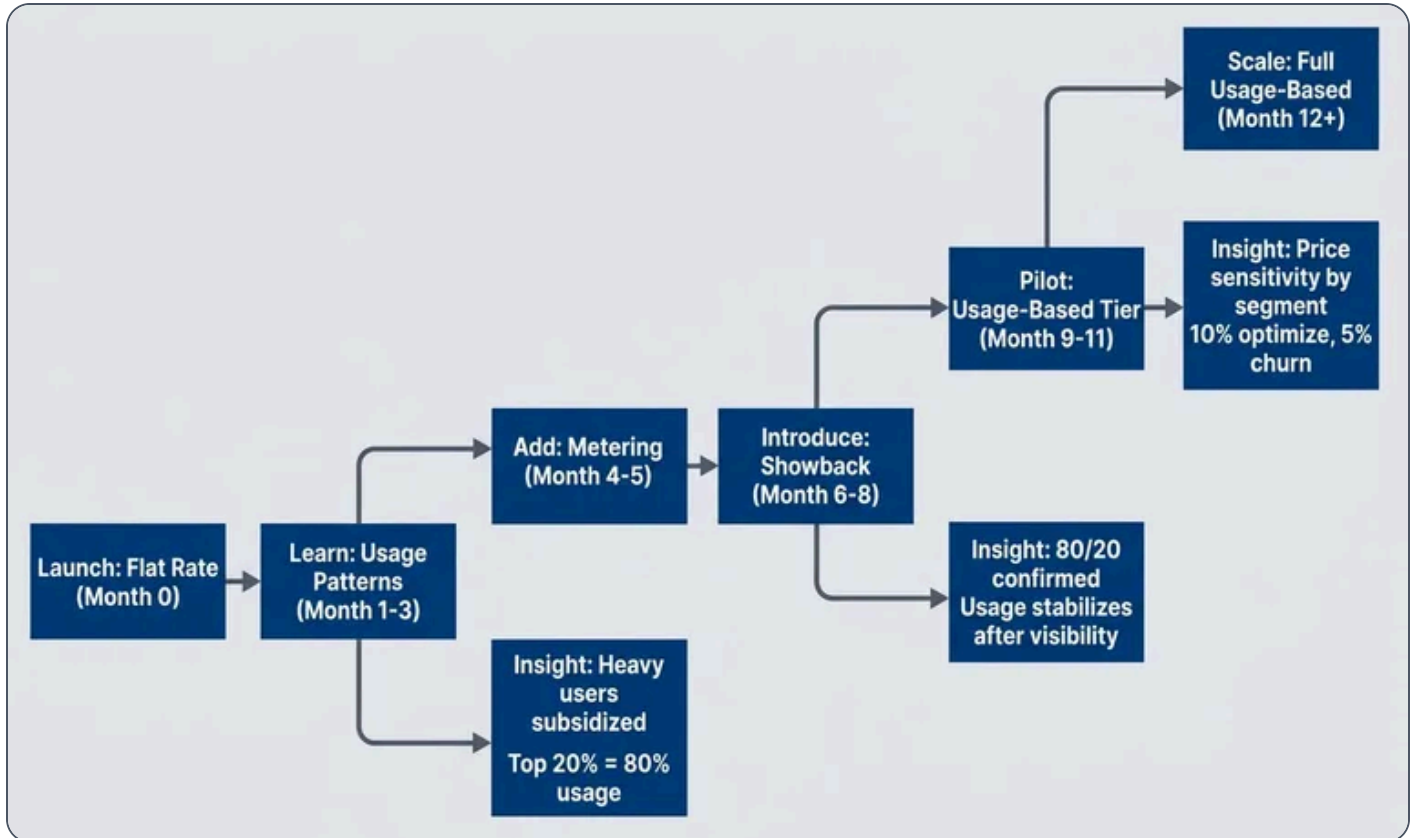 Launch: Flat Rate
(Month 0)
Learn: Usage
Patterns
(Month 1-3)
Add: Metering
(Month 4-5)
Insight: Heavy
users
subsidized
Top 20% = 80%
usage
Introduce:
Showback
(Month 6-8)
Pilot:
Usage-Based Tier
(Month 9-11)
Insight: 80/20
confirmed
Usage stabilizes
after visibility
Scale: Full
Usage-Based
(Month 12+)
Insight: Price
sensitivity by
segment
10% optimize, 5%
churn